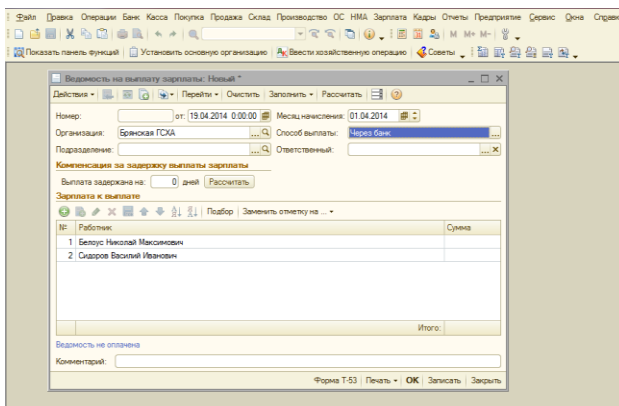 Файл Правка Операции Банк Касса Покупка Продажа Склад Производство ОС НМА Зарплата Кадры Отчеты Предприятие Сервис Окна Справк
M M+ M-
Показать панель функций Установить основную организацию Ввести хозяйственную операцию Советы
Ведомость на выплату зарплаты: Новый *
Действия Перейти Очистить Заполнить Рассчитать
Номер: от: 19.04.2014 0:00:00 Месяц начисления: 01.04.2014
Организация: Брянская ГСХА ... Способ выплаты: Через банк ...
Подразделение: ... Ответственный: ... ×
Компенсация за задержку выплаты зарплаты
Выплата задержана на: 0 дней Рассчитать
Зарплата к выплате
Подбор Заменить отметку на ...
№ Работник Сумма
1 Белоус Николай Максимович
2 Сидоров Василий Иванович
Итого:
Ведомость не оплачена
Комментарий:
Форма Т-53 Печать OK Записать Закрыть